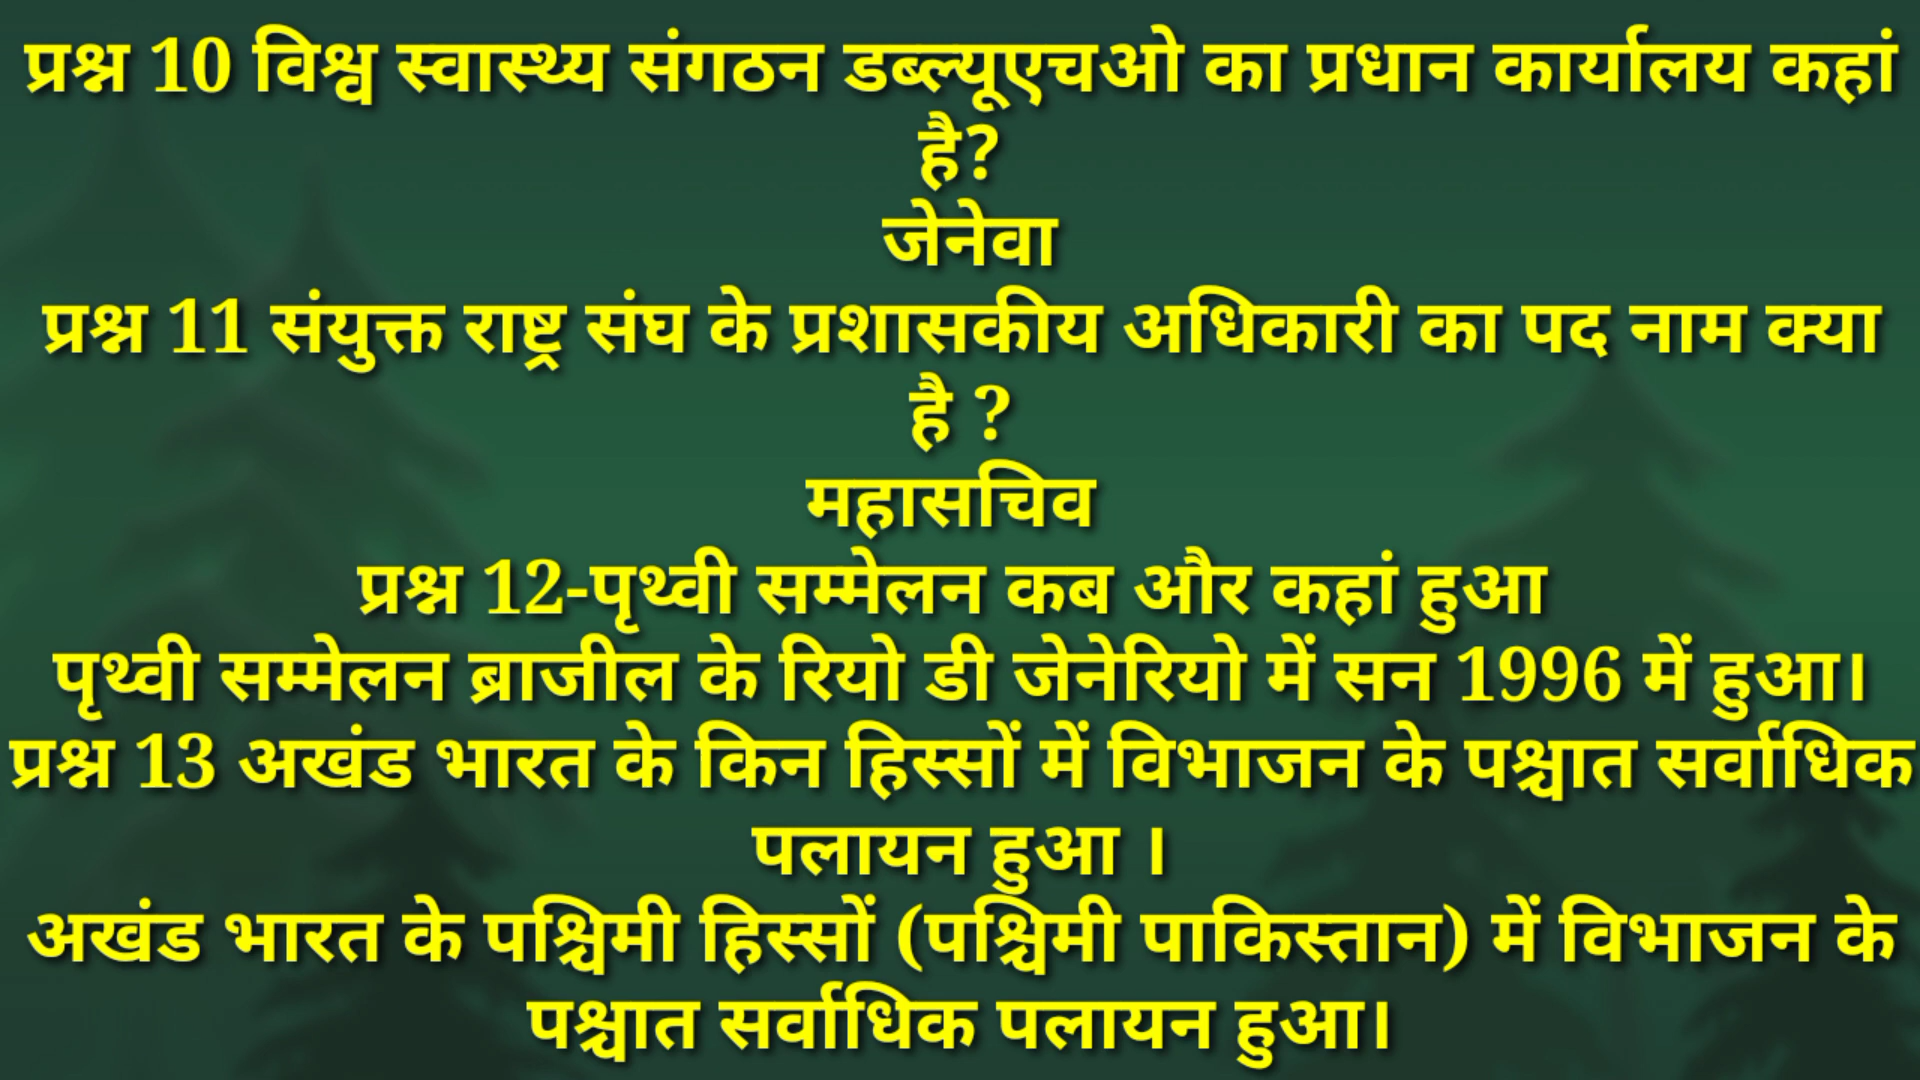 प्रश्न 10 विश्व स्वास्थ्य संगठन डब्ल्यूएचओ का प्रधान कार्यालय कहां
है?
जेनेवा
प्रश्न 11 संयुक्त राष्ट्र संघ के प्रशासकीय अधिकारी का पद नाम क्या
है ?
महासचिव
प्रश्न 12-पृथ्वी सम्मेलन कब और कहां हुआ
पृथ्वी सम्मेलन ब्राजील के रियो डी जेनेरियो में सन 1996 में हुआ।
प्रश्न 13 अखंड भारत के किन हिस्सों में विभाजन के पश्चात सर्वाधिक
पलायन हुआ ।
अखंड भारत के पश्चिमी हिस्सों (पश्चिमी पाकिस्तान) में विभाजन के
पश्चात सर्वाधिक पलायन हुआ।